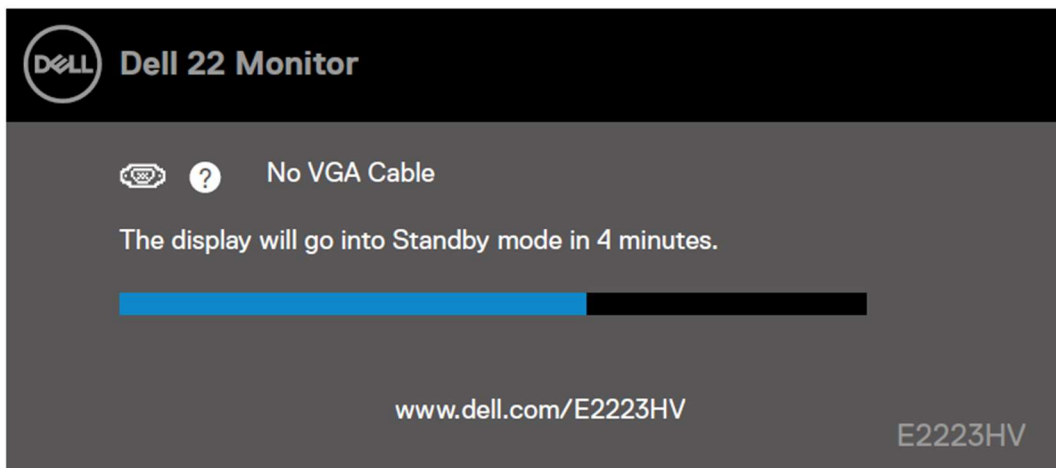 DELL Dell 22 Monitor
? No VGA Cable
The display will go into Standby mode in 4 minutes.
www.dell.com/E2223HV
E2223HV